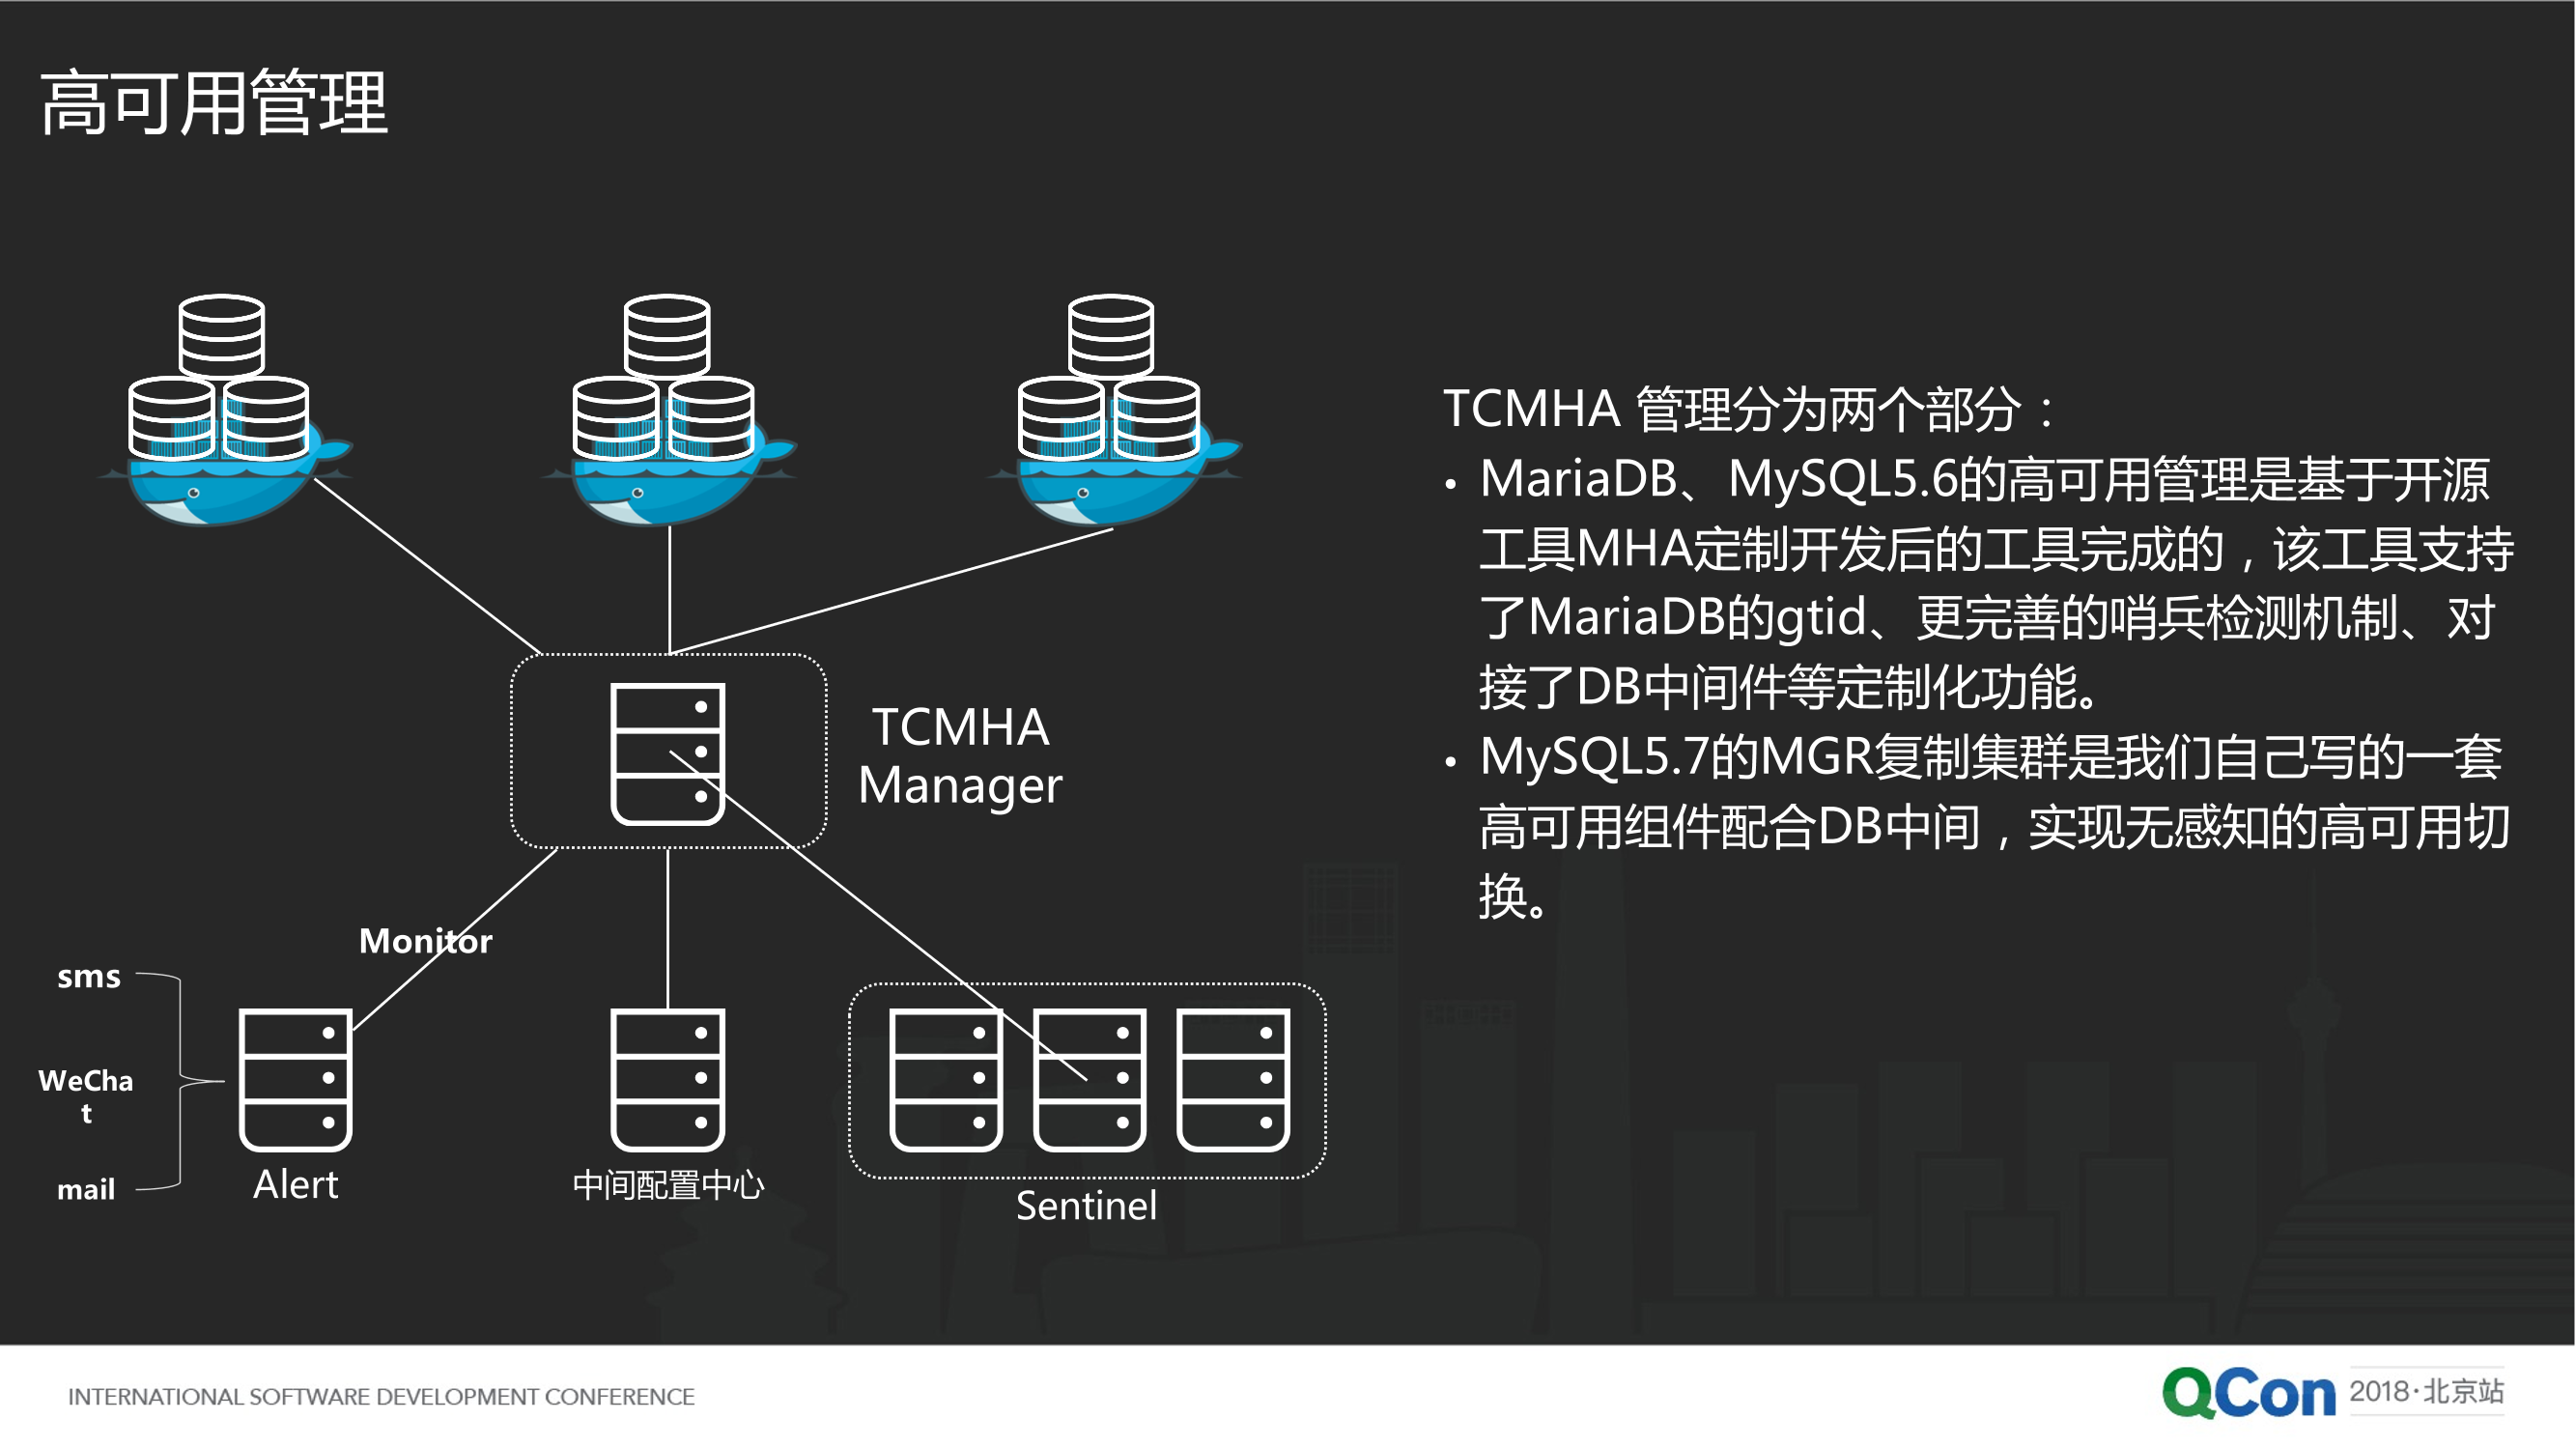 高可用管理
TCMHA 管理分为两个部分：
• MariaDB、MySQL5.6的高可用管理是基于开源
工具MHA定制开发后的工具完成的，该工具支持
了MariaDB的gtid、更完善的哨兵检测机制、对
接了DB中间件等定制化功能。
• MySQL5.7的MGR复制集群是我们自己写的一套
高可用组件配合DB中间，实现无感知的高可用切
换。
TCMHA
Manager
Monitor
sms
WeCha
t
mail
Alert
中间配置中心
Sentinel
INTERNATIONAL SOFTWARE DEVELOPMENT CONFERENCE
QCon 2018·北京站